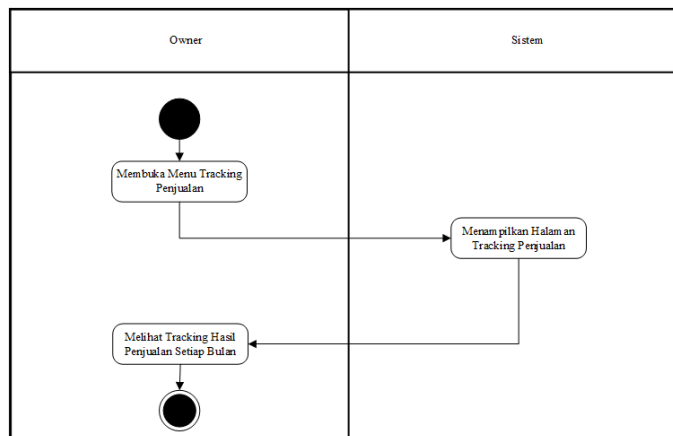 Owner
Sistem
Membuka Menu Tracking
Penjualan
Menampilkan Halaman
Tracking Penjualan
Melihat Tracking Hasil
Penjualan Setiap Bulan